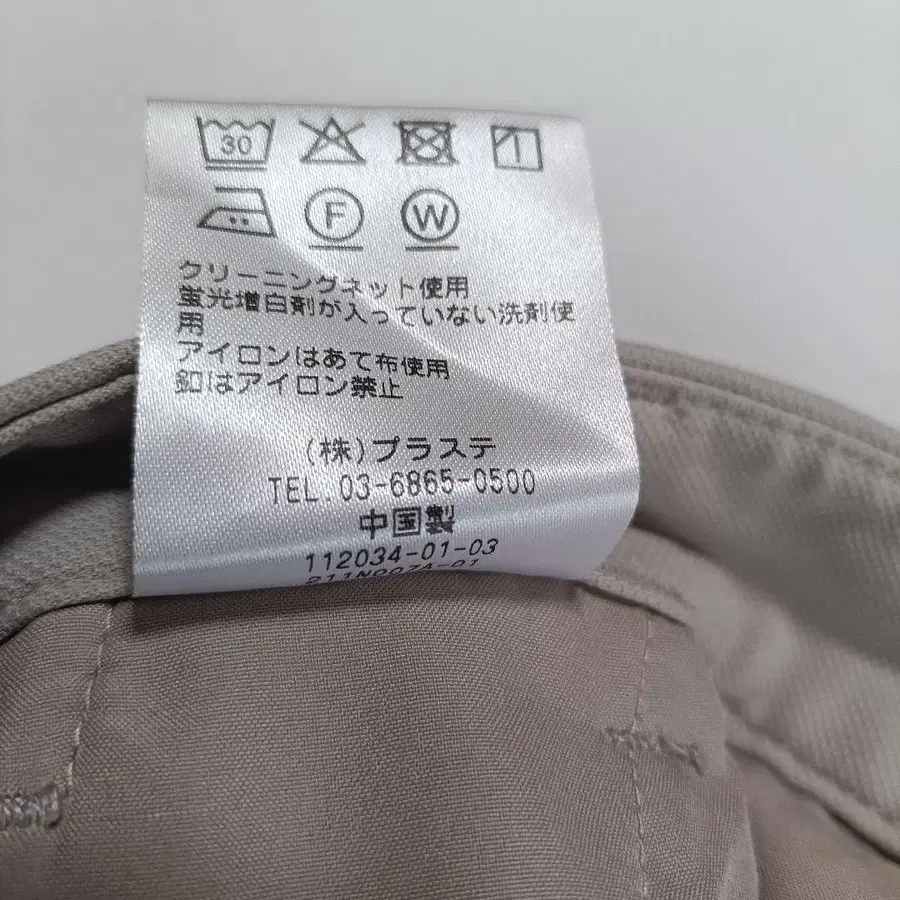 30
F W
クリーニングネット使用
蛍光増白剤が入っていない洗剤使
用
アイロンはあて布使用
釦はアイロン禁止
(株)プラステ
TEL.03-6865-0500
中国製
112034-01-03
211N007A-01